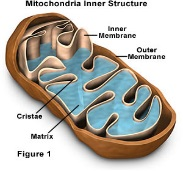 Mitochondria Inner Structure
Inner
Membrane
Outer
Membrane
Cristae
Matrix
Figure 1